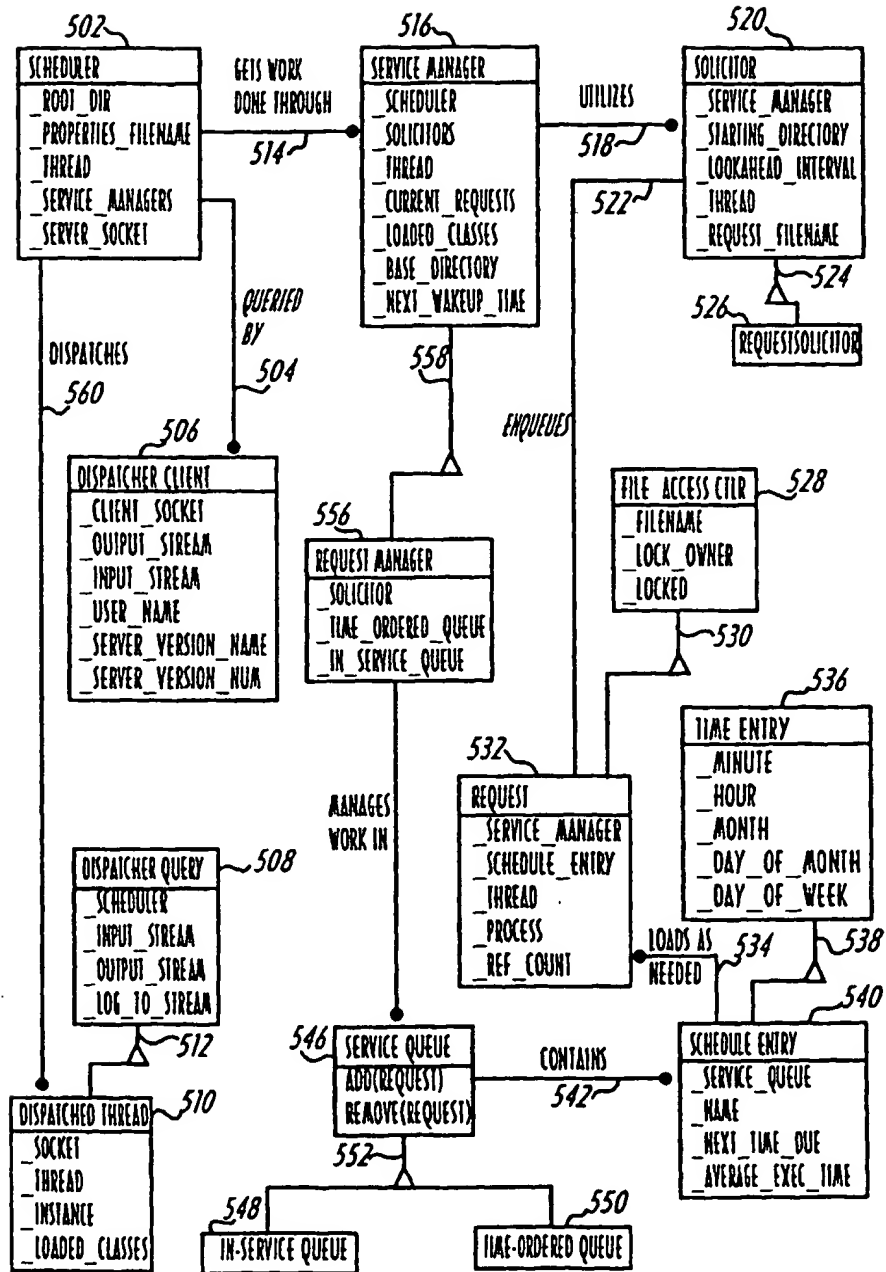 502
SCHEDULER
_ROOT_DIR
_PROPERTIES_FILENAME
_THREAD
_SERVICE_MANAGERS
_SERVER_SOCKET
GETS WORK
DONE THROUGH
514
516
SERVICE MANAGER
_SCHEDULER
_SOLICITORS
_THREAD
_CURRENT_REQUESTS
_LOADED_CLASSES
_BASE_DIRECTORY
_NEXT_WAKEUP_TIME
UTILIZES
518
520
SOLICITOR
_SERVICE_MANAGER
_STARTING_DIRECTORY
_LOOKAHEAD_INTERVAL
_THREAD
_REQUEST_FILENAME
522
524
526
REQUESTSOLICITOR
QUERIED
BY
504
DISPATCHES
560
558
ENQUEUES
506
DISPATCHER CLIENT
_CLIENT_SOCKET
_OUTPUT_STREAM
_INPUT_STREAM
_USER_NAME
_SERVER_VERSION_NAME
_SERVER_VERSION_NUM
556
REQUEST MANAGER
_SOLICITOR
_TIME_ORDERED_QUEUE
_IN_SERVICE_QUEUE
FILE_ACCESS CTLR
528
_FILENAME
_LOCK_OWNER
_LOCKED
530
536
TIME ENTRY
_MINUTE
_HOUR
_MONTH
_DAY_OF_MONTH
_DAY_OF_WEEK
538
532
REQUEST
_SERVICE_MANAGER
_SCHEDULE_ENTRY
_THREAD
_PROCESS
_REF_COUNT
MANAGES
WORK IN
LOADS AS
NEEDED
534
DISPATCHER QUERY
508
_SCHEDULER
_INPUT_STREAM
_OUTPUT_STREAM
_LOG_TO_STREAM
512
540
SCHEDULE ENTRY
_SERVICE_QUEUE
_NAME
_NEXT_TIME_DUE
_AVERAGE_EXEC_TIME
546
SERVICE QUEUE
ADD(REQUEST)
REMOVE(REQUEST)
CONTAINS
542
552
DISPATCHED THREAD
510
_SOCKET
_THREAD
_INSTANCE
_LOADED_CLASSES
548
IN-SERVICE QUEUE
550
TIME-ORDERED QUEUE